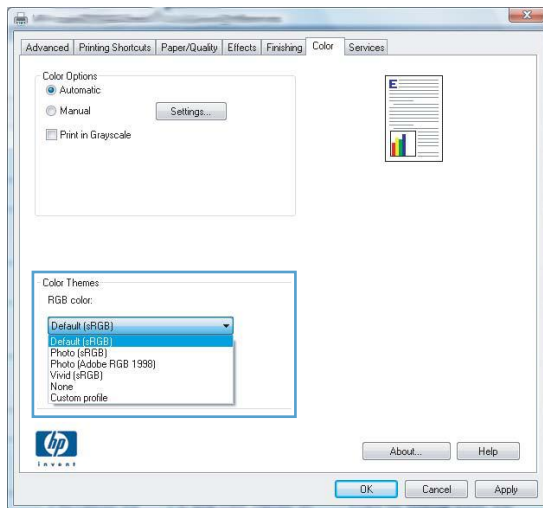 Advanced Printing Shortcuts Paper/Quality Effects Finishing Color Services
Color Options
Automatic
Manual Settings...
Print in Grayscale
E
Color Themes
RGB color:
Default (sRGB)
Default (sRGB)
Photo (sRGB)
Photo (Adobe RGB 1998)
Vivid (sRGB)
None
Custom profile
hp
invent
About... Help
OK Cancel Apply